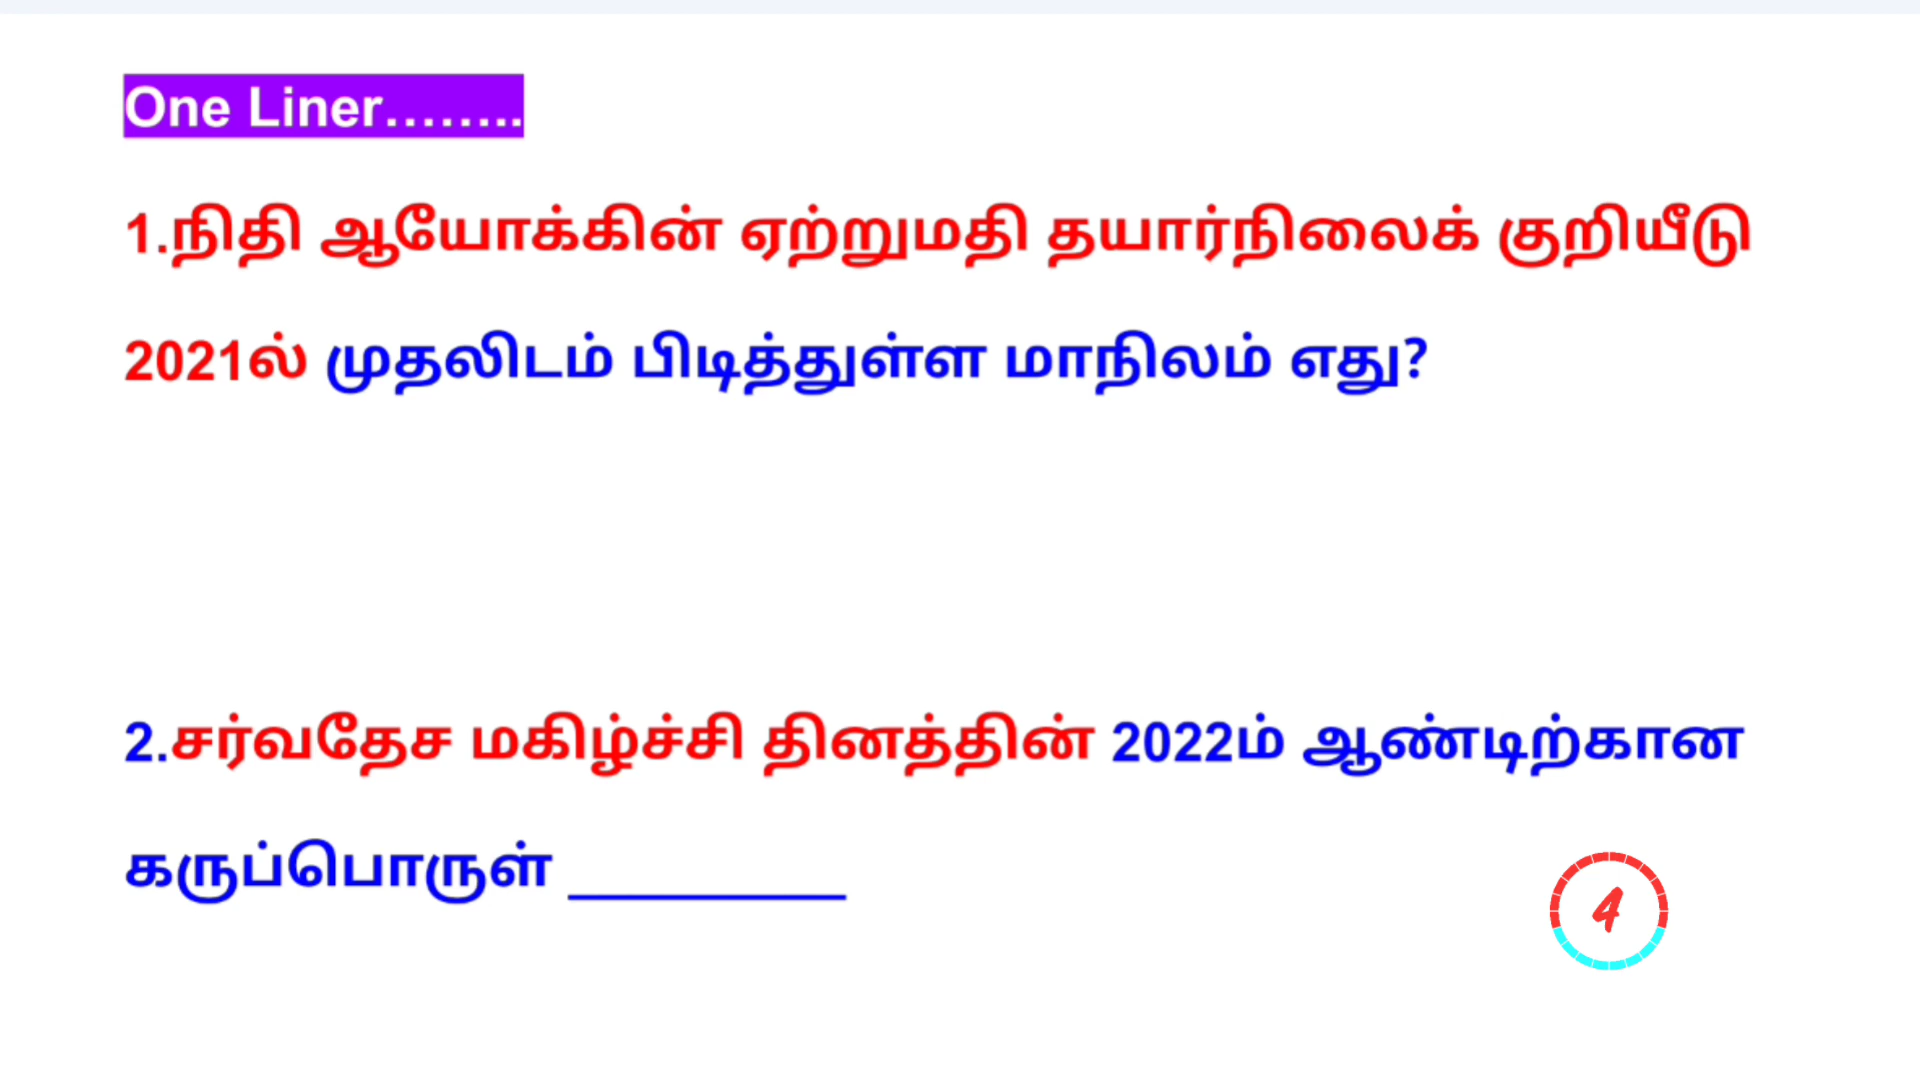 One Liner........
1.நிதி ஆயோக்கின் ஏற்றுமதி தயார்நிலைக் குறியீடு
2021ல் முதலிடம் பிடித்துள்ள மாநிலம் எது?
2.சர்வதேச மகிழ்ச்சி தினத்தின் 2022ம் ஆண்டிற்கான
கருப்பொருள் __________
4